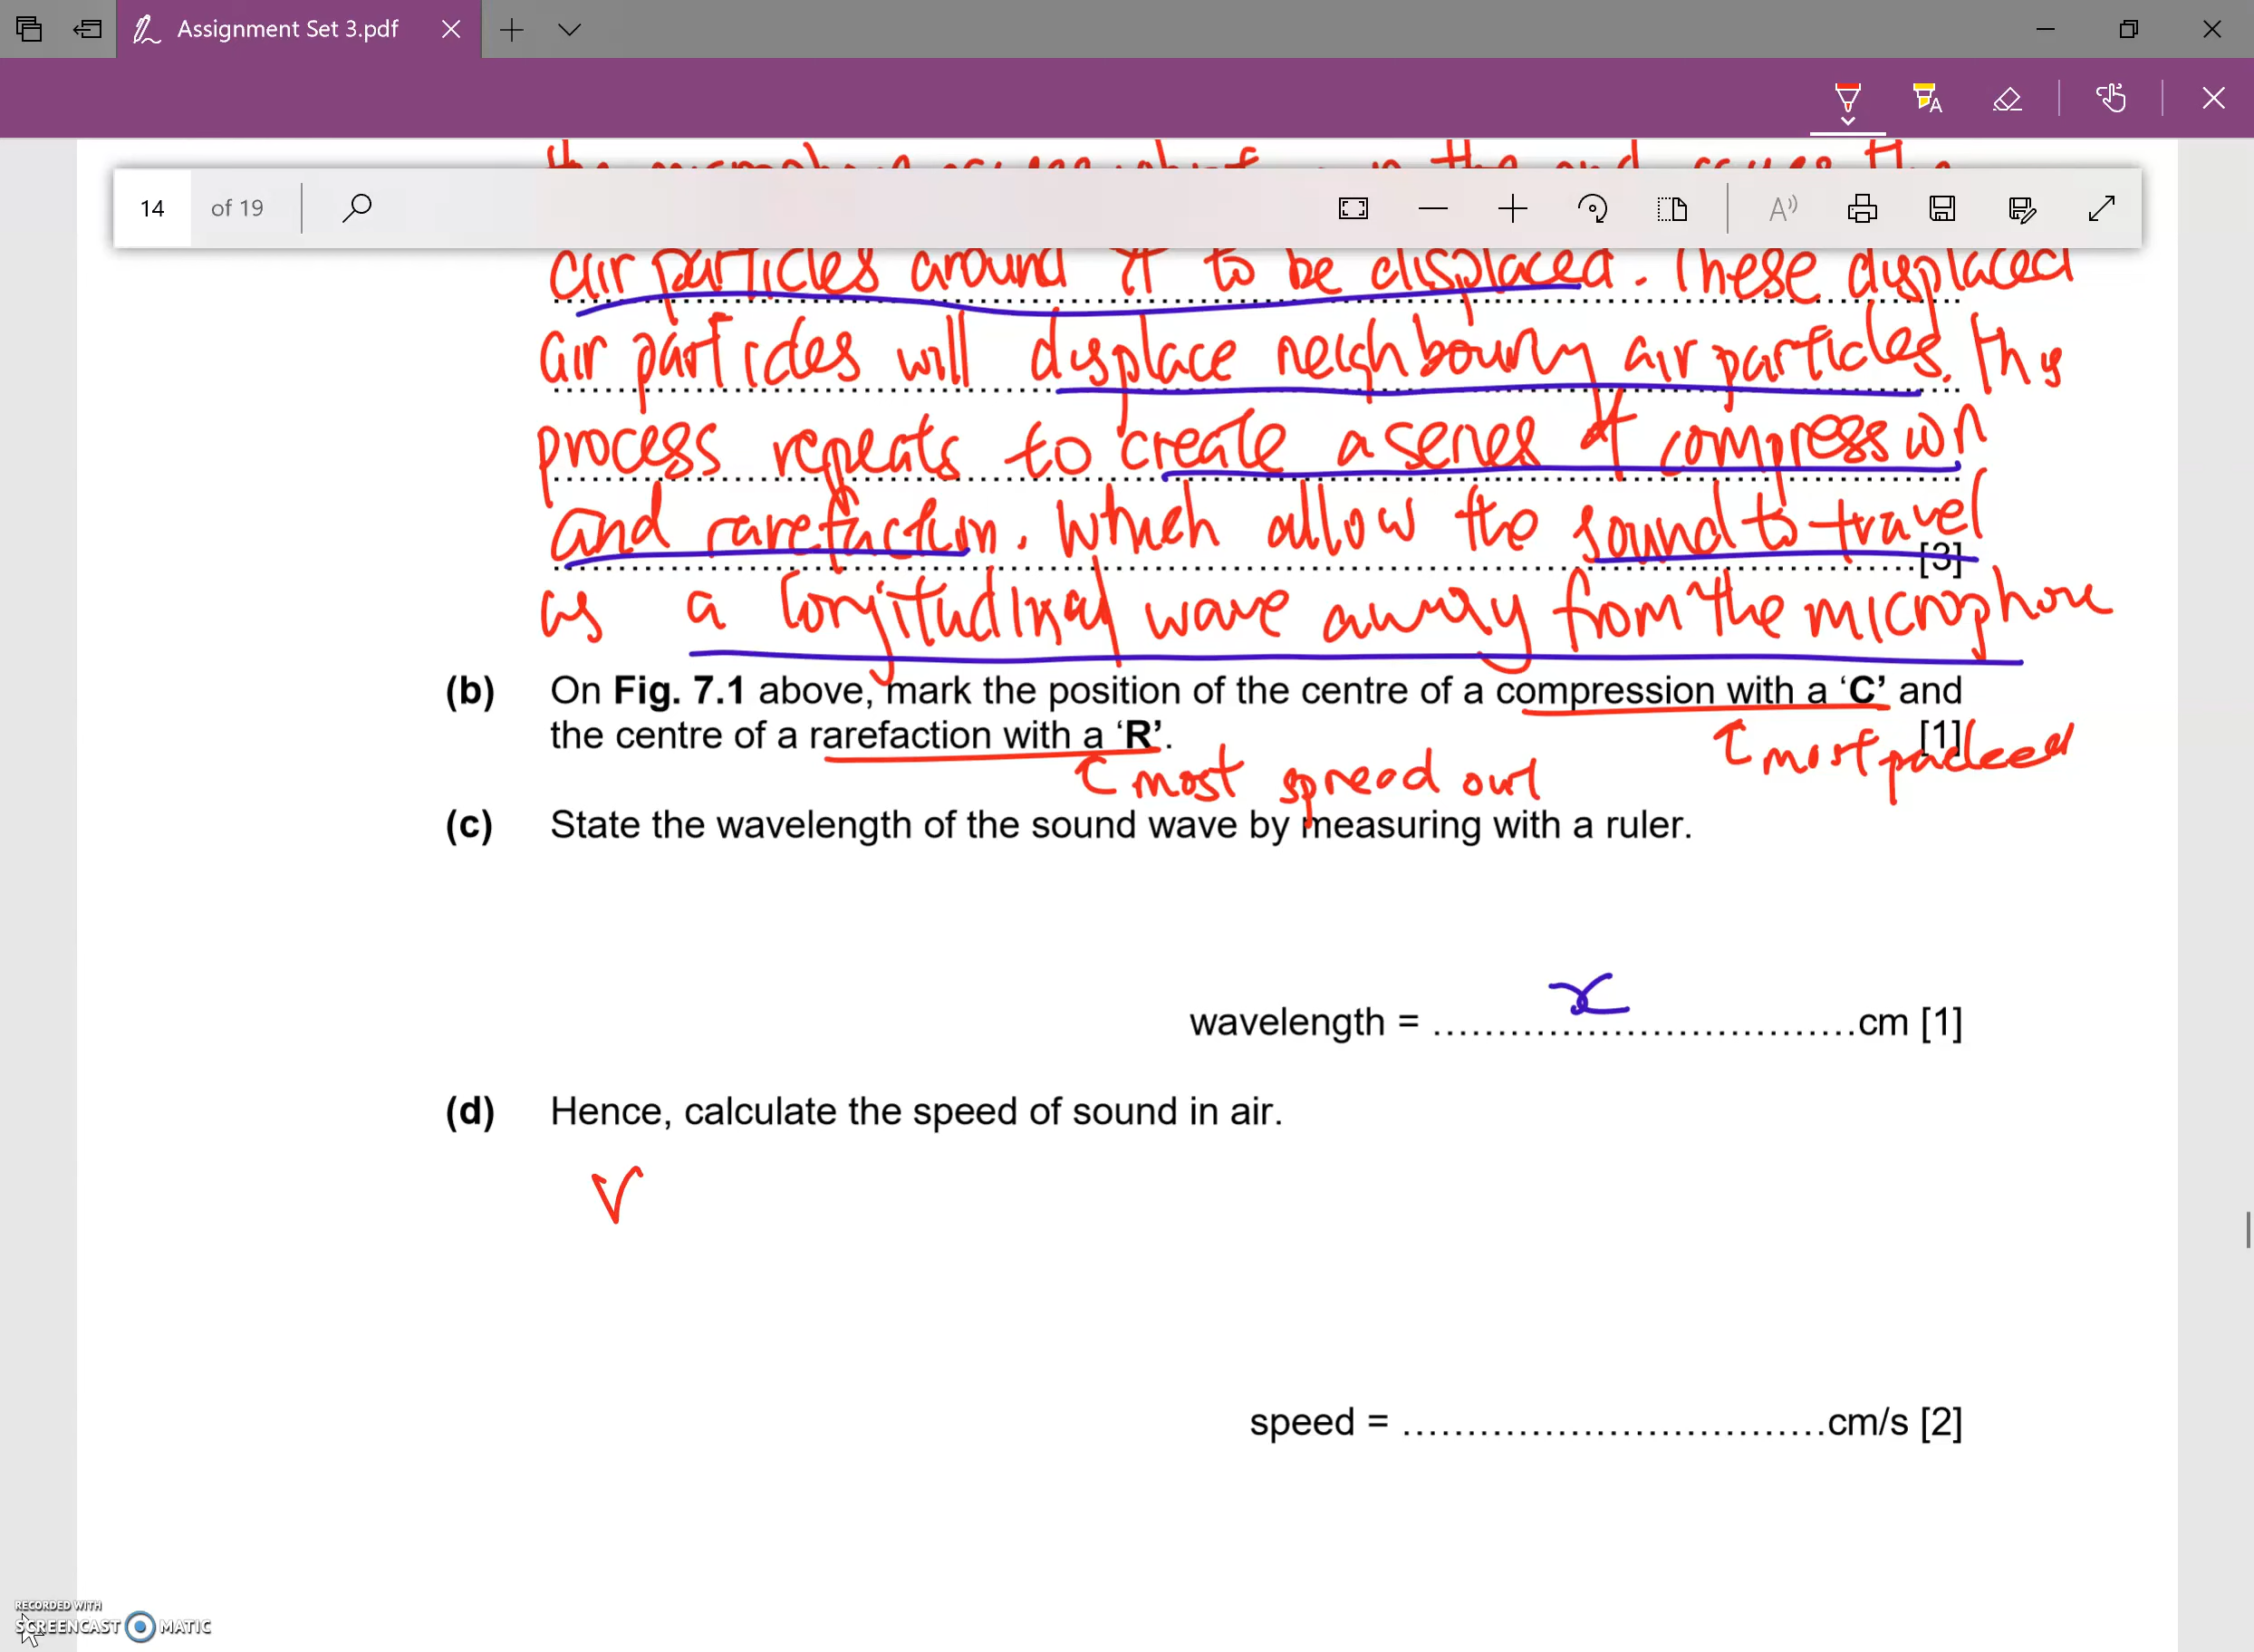 Assignment Set 3.pdf
14 of 19
air particles around it to be displaced. These displaced
air particles will displace neighbouring air particles. This
process repeats to create a series of compression
and rarefaction. Which allow the sound to travel
[3]
as a longitudinal wave away from the microphone
(b) On Fig. 7.1 above, mark the position of the centre of a compression with a ‘C’ and
the centre of a rarefaction with a ‘R’. [1]
most packed
most spread out
(c) State the wavelength of the sound wave by measuring with a ruler.
x
wavelength = ................................cm [1]
(d) Hence, calculate the speed of sound in air.
V
speed = ................................cm/s [2]
RECORDED WITH
SCREENCAST MATIC